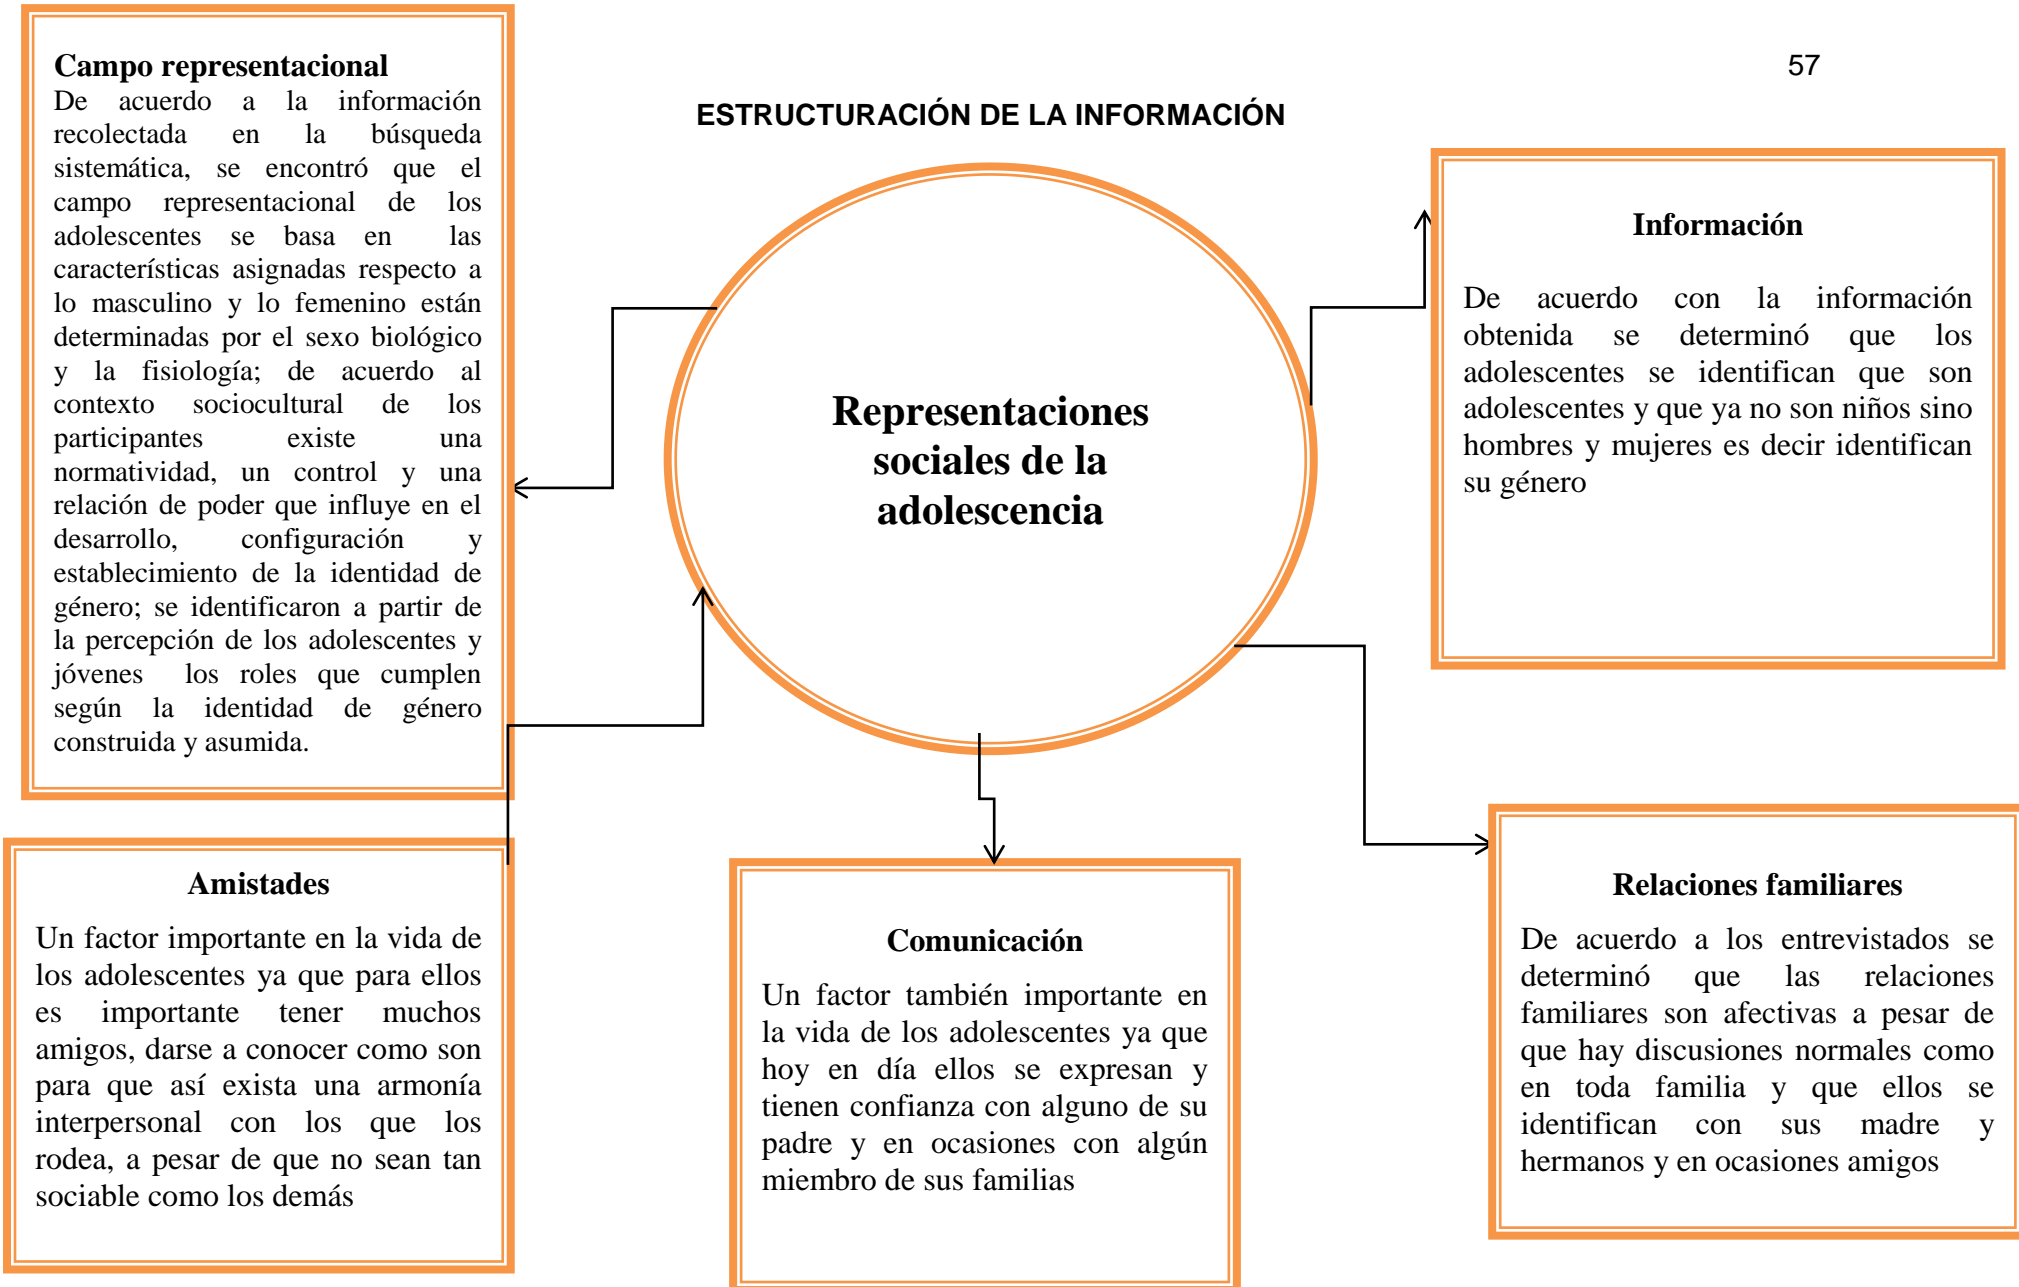 57
ESTRUCTURACIÓN DE LA INFORMACIÓN
Campo representacional
De acuerdo a la información
recolectada en la búsqueda
sistemática, se encontró que el
campo representacional de los
adolescentes se basa en las
características asignadas respecto a
lo masculino y lo femenino están
determinadas por el sexo biológico
y la fisiología; de acuerdo al
contexto sociocultural de los
participantes existe una
normatividad, un control y una
relación de poder que influye en el
desarrollo, configuración y
establecimiento de la identidad de
género; se identificaron a partir de
la percepción de los adolescentes y
jóvenes los roles que cumplen
según la identidad de género
construida y asumida.
Representaciones
sociales de la
adolescencia
Información
De acuerdo con la información
obtenida se determinó que los
adolescentes se identifican que son
adolescentes y que ya no son niños sino
hombres y mujeres es decir identifican
su género
Amistades
Un factor importante en la vida de
los adolescentes ya que para ellos
es importante tener muchos
amigos, darse a conocer como son
para que así exista una armonía
interpersonal con los que los
rodea, a pesar de que no sean tan
sociable como los demás
Comunicación
Un factor también importante en
la vida de los adolescentes ya que
hoy en día ellos se expresan y
tienen confianza con alguno de su
padre y en ocasiones con algún
miembro de sus familias
Relaciones familiares
De acuerdo a los entrevistados se
determinó que las relaciones
familiares son afectivas a pesar de
que hay discusiones normales como
en toda familia y que ellos se
identifican con sus madre y
hermanos y en ocasiones amigos